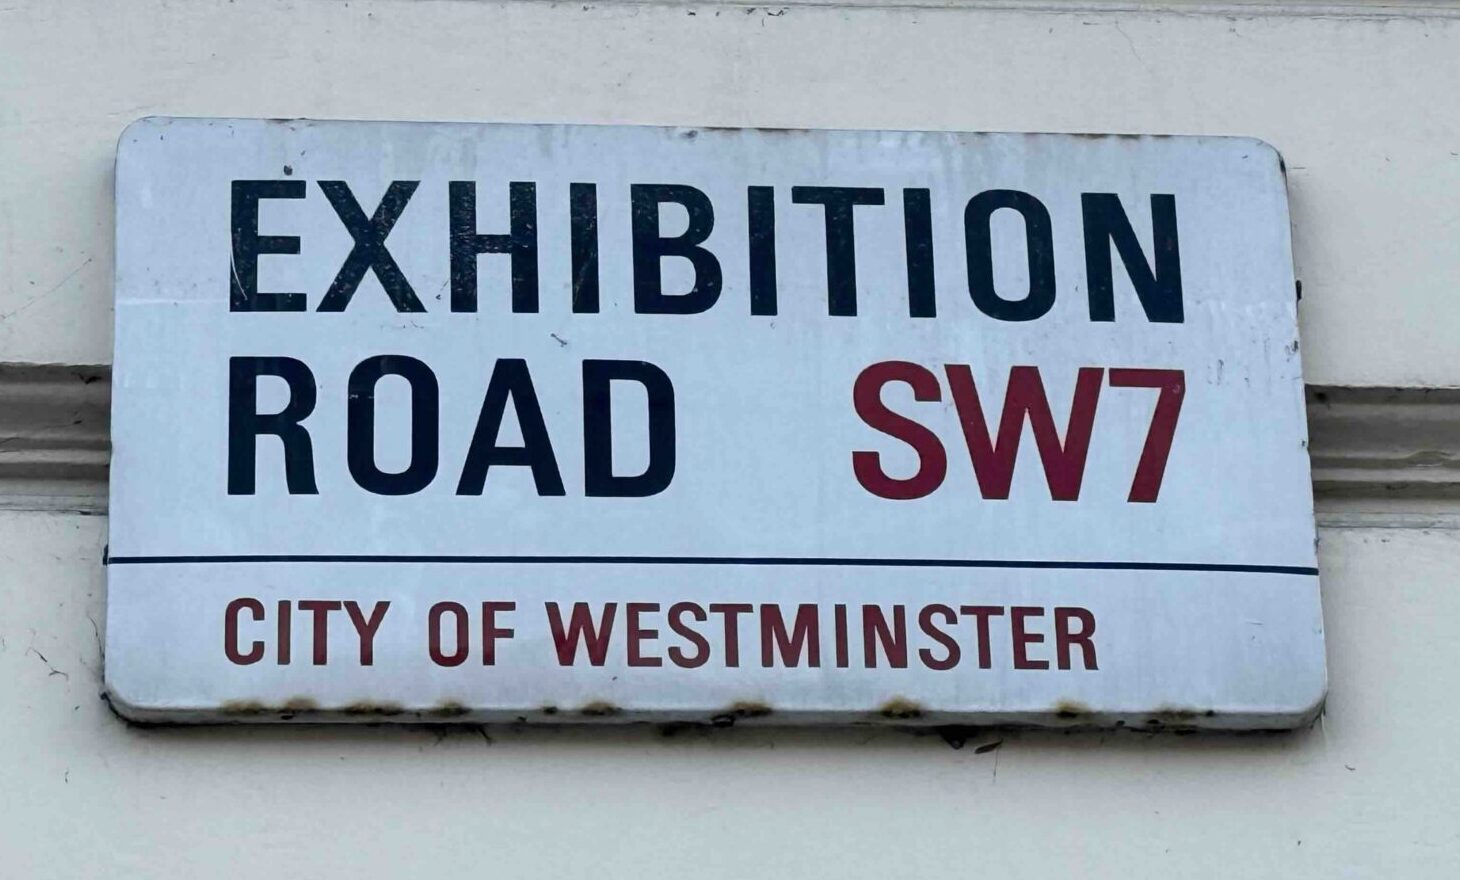 EXHIBITION
ROAD SW7
CITY OF WESTMINSTER